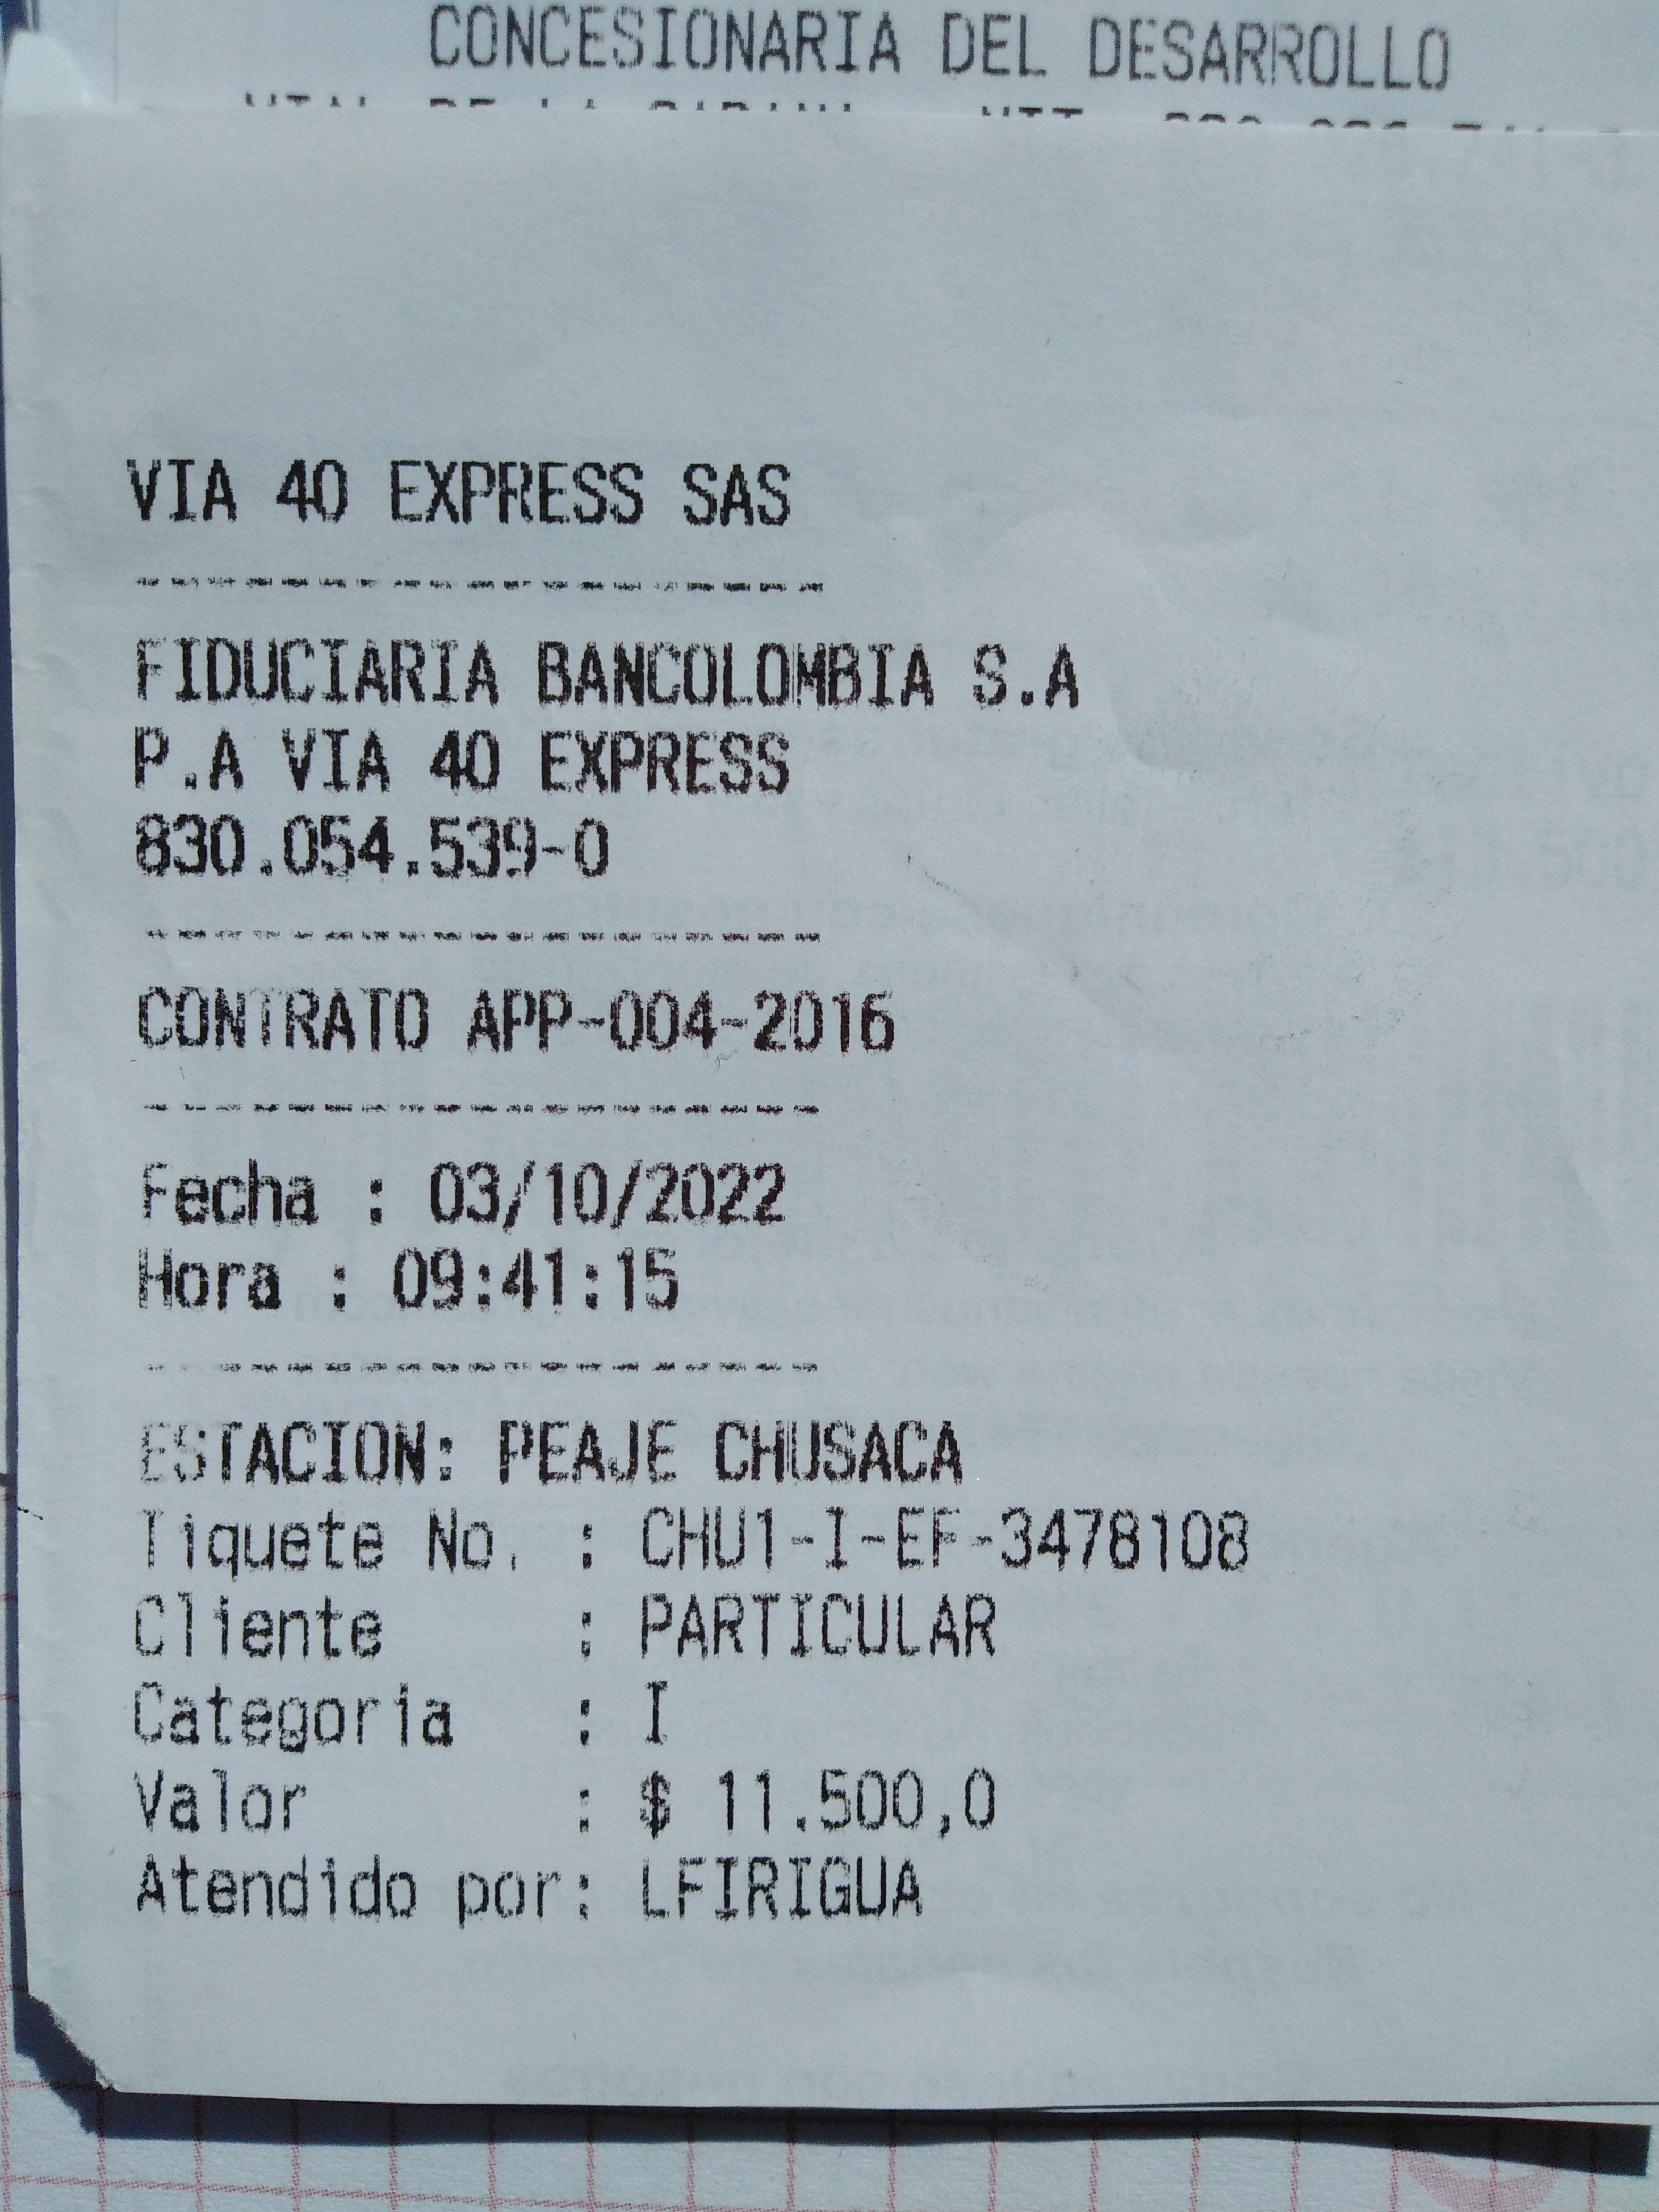 CONCESIONARIA DEL DESARROLLO
VIA 40 EXPRESS SAS
-------------------
FIDUCIARIA BANCOLOMBIA S.A
P.A VIA 40 EXPRESS
830.054.539-0
-------------------
CONTRATO APP-004-2016
-------------------
Fecha : 03/10/2022
Hora : 09:41:15
-------------------
ESTACION: PEAJE CHUSACA
Tiquete No. : CHU1-I-EF-3478108
Cliente : PARTICULAR
Categoria : I
Valor : $ 11.500,0
Atendido por: LFIRIGUA